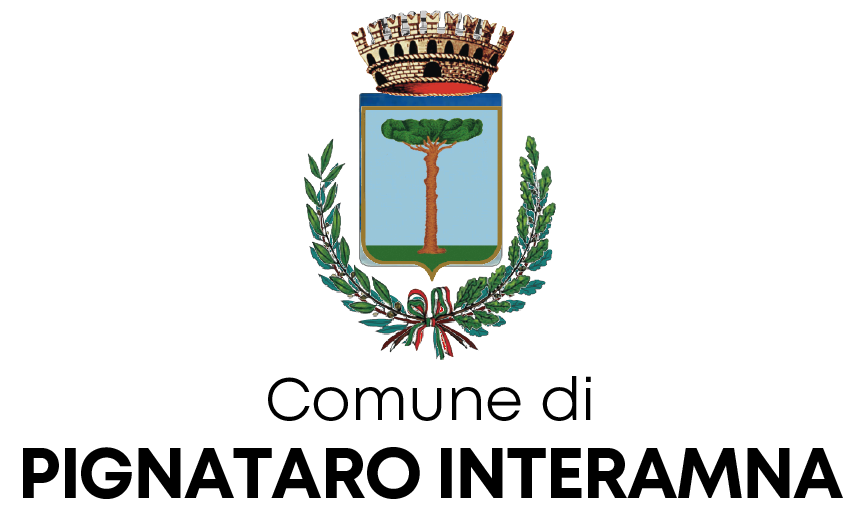 Comune di
PIGNATARO INTERAMNA